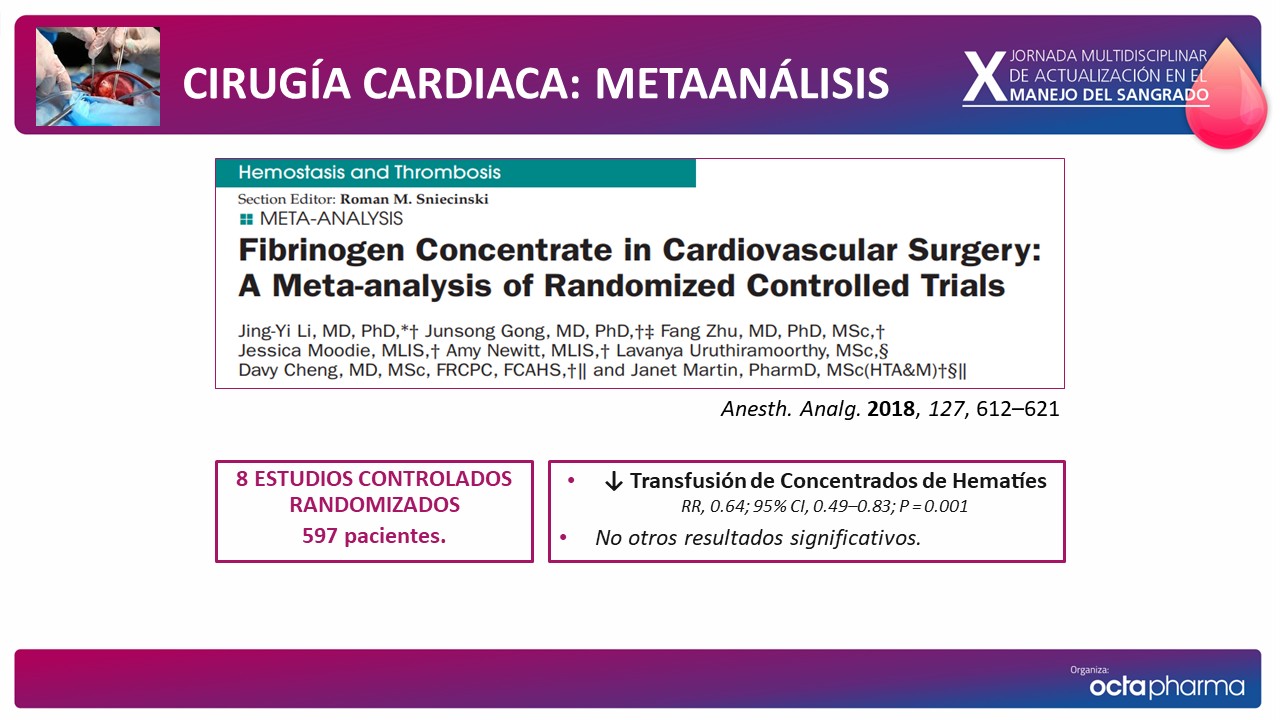 CIRUGÍA CARDIACA: METAANÁLISIS
X JORNADA MULTIDISCIPLINAR
DE ACTUALIZACIÓN EN EL
MANEJO DEL SANGRADO
Hemostasis and Thrombosis
Section Editor: Roman M. Sniecinski
META-ANALYSIS
Fibrinogen Concentrate in Cardiovascular Surgery:
A Meta-analysis of Randomized Controlled Trials
Jing-Yi Li, MD, PhD,*† Junsong Gong, MD, PhD,†‡ Fang Zhu, MD, PhD, MSc,†
Jessica Moodie, MLIS,† Amy Newitt, MLIS,† Lavanya Uruthiramoorthy, MSc,§
Davy Cheng, MD, MSc, FRCPC, FCAHS,†‖ and Janet Martin, PharmD, MSc(HTA&M)†§‖
Anesth. Analg. 2018, 127, 612–621
8 ESTUDIOS CONTROLADOS
RANDOMIZADOS
597 pacientes.
• ↓ Transfusión de Concentrados de Hematíes
RR, 0.64; 95% CI, 0.49–0.83; P = 0.001
• No otros resultados significativos.
Organiza:
octapharma